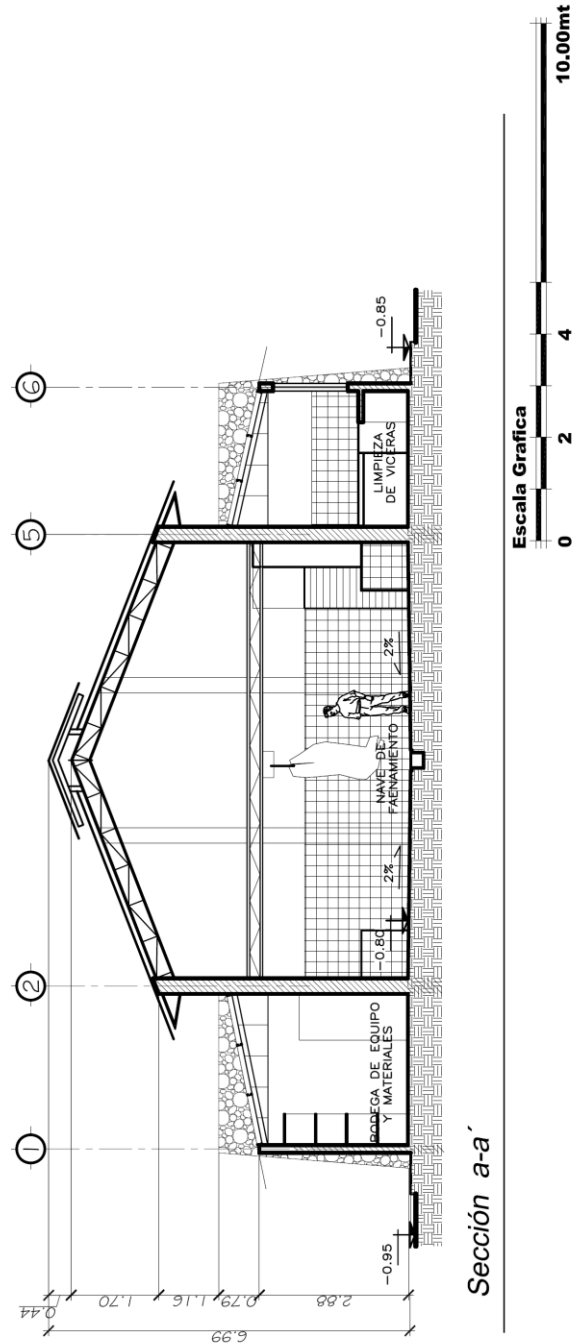 1
2
5
6
0.44
1.70
1.16
0.79
2.88
6.99
-0.95
BODEGA DE EQUIPO
Y MATERIALES
-0.80
2%
NAVE DE
FAENAMIENTO
2%
LIMPIEZA
DE VICERAS
-0.85
Sección a-a´
Escala Grafica
0 2 4 10.00mt